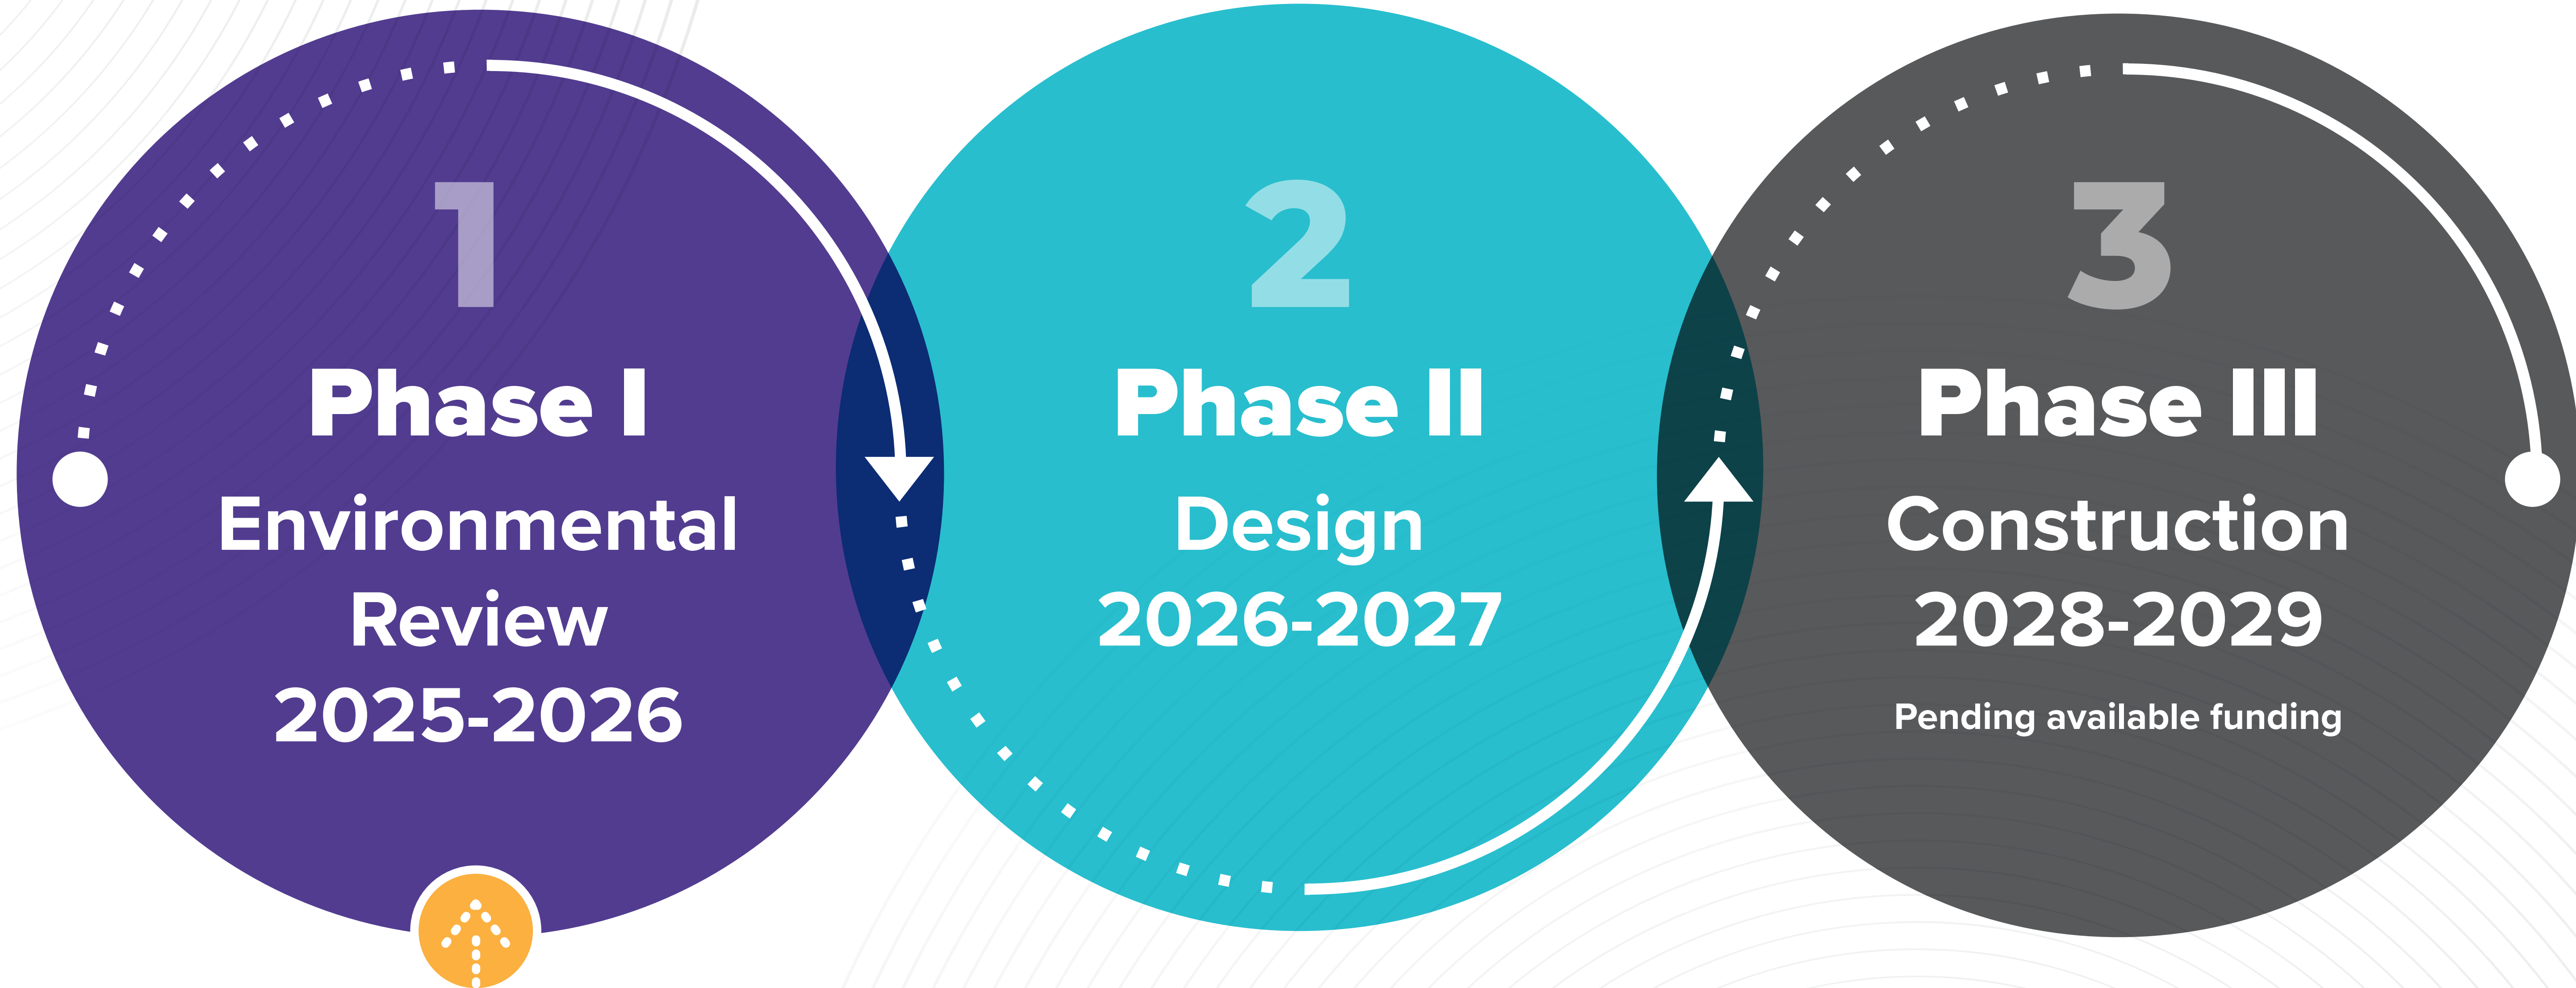 1
Phase I
Environmental
Review
2025-2026
2
Phase II
Design
2026-2027
3
Phase III
Construction
2028-2029
Pending available funding